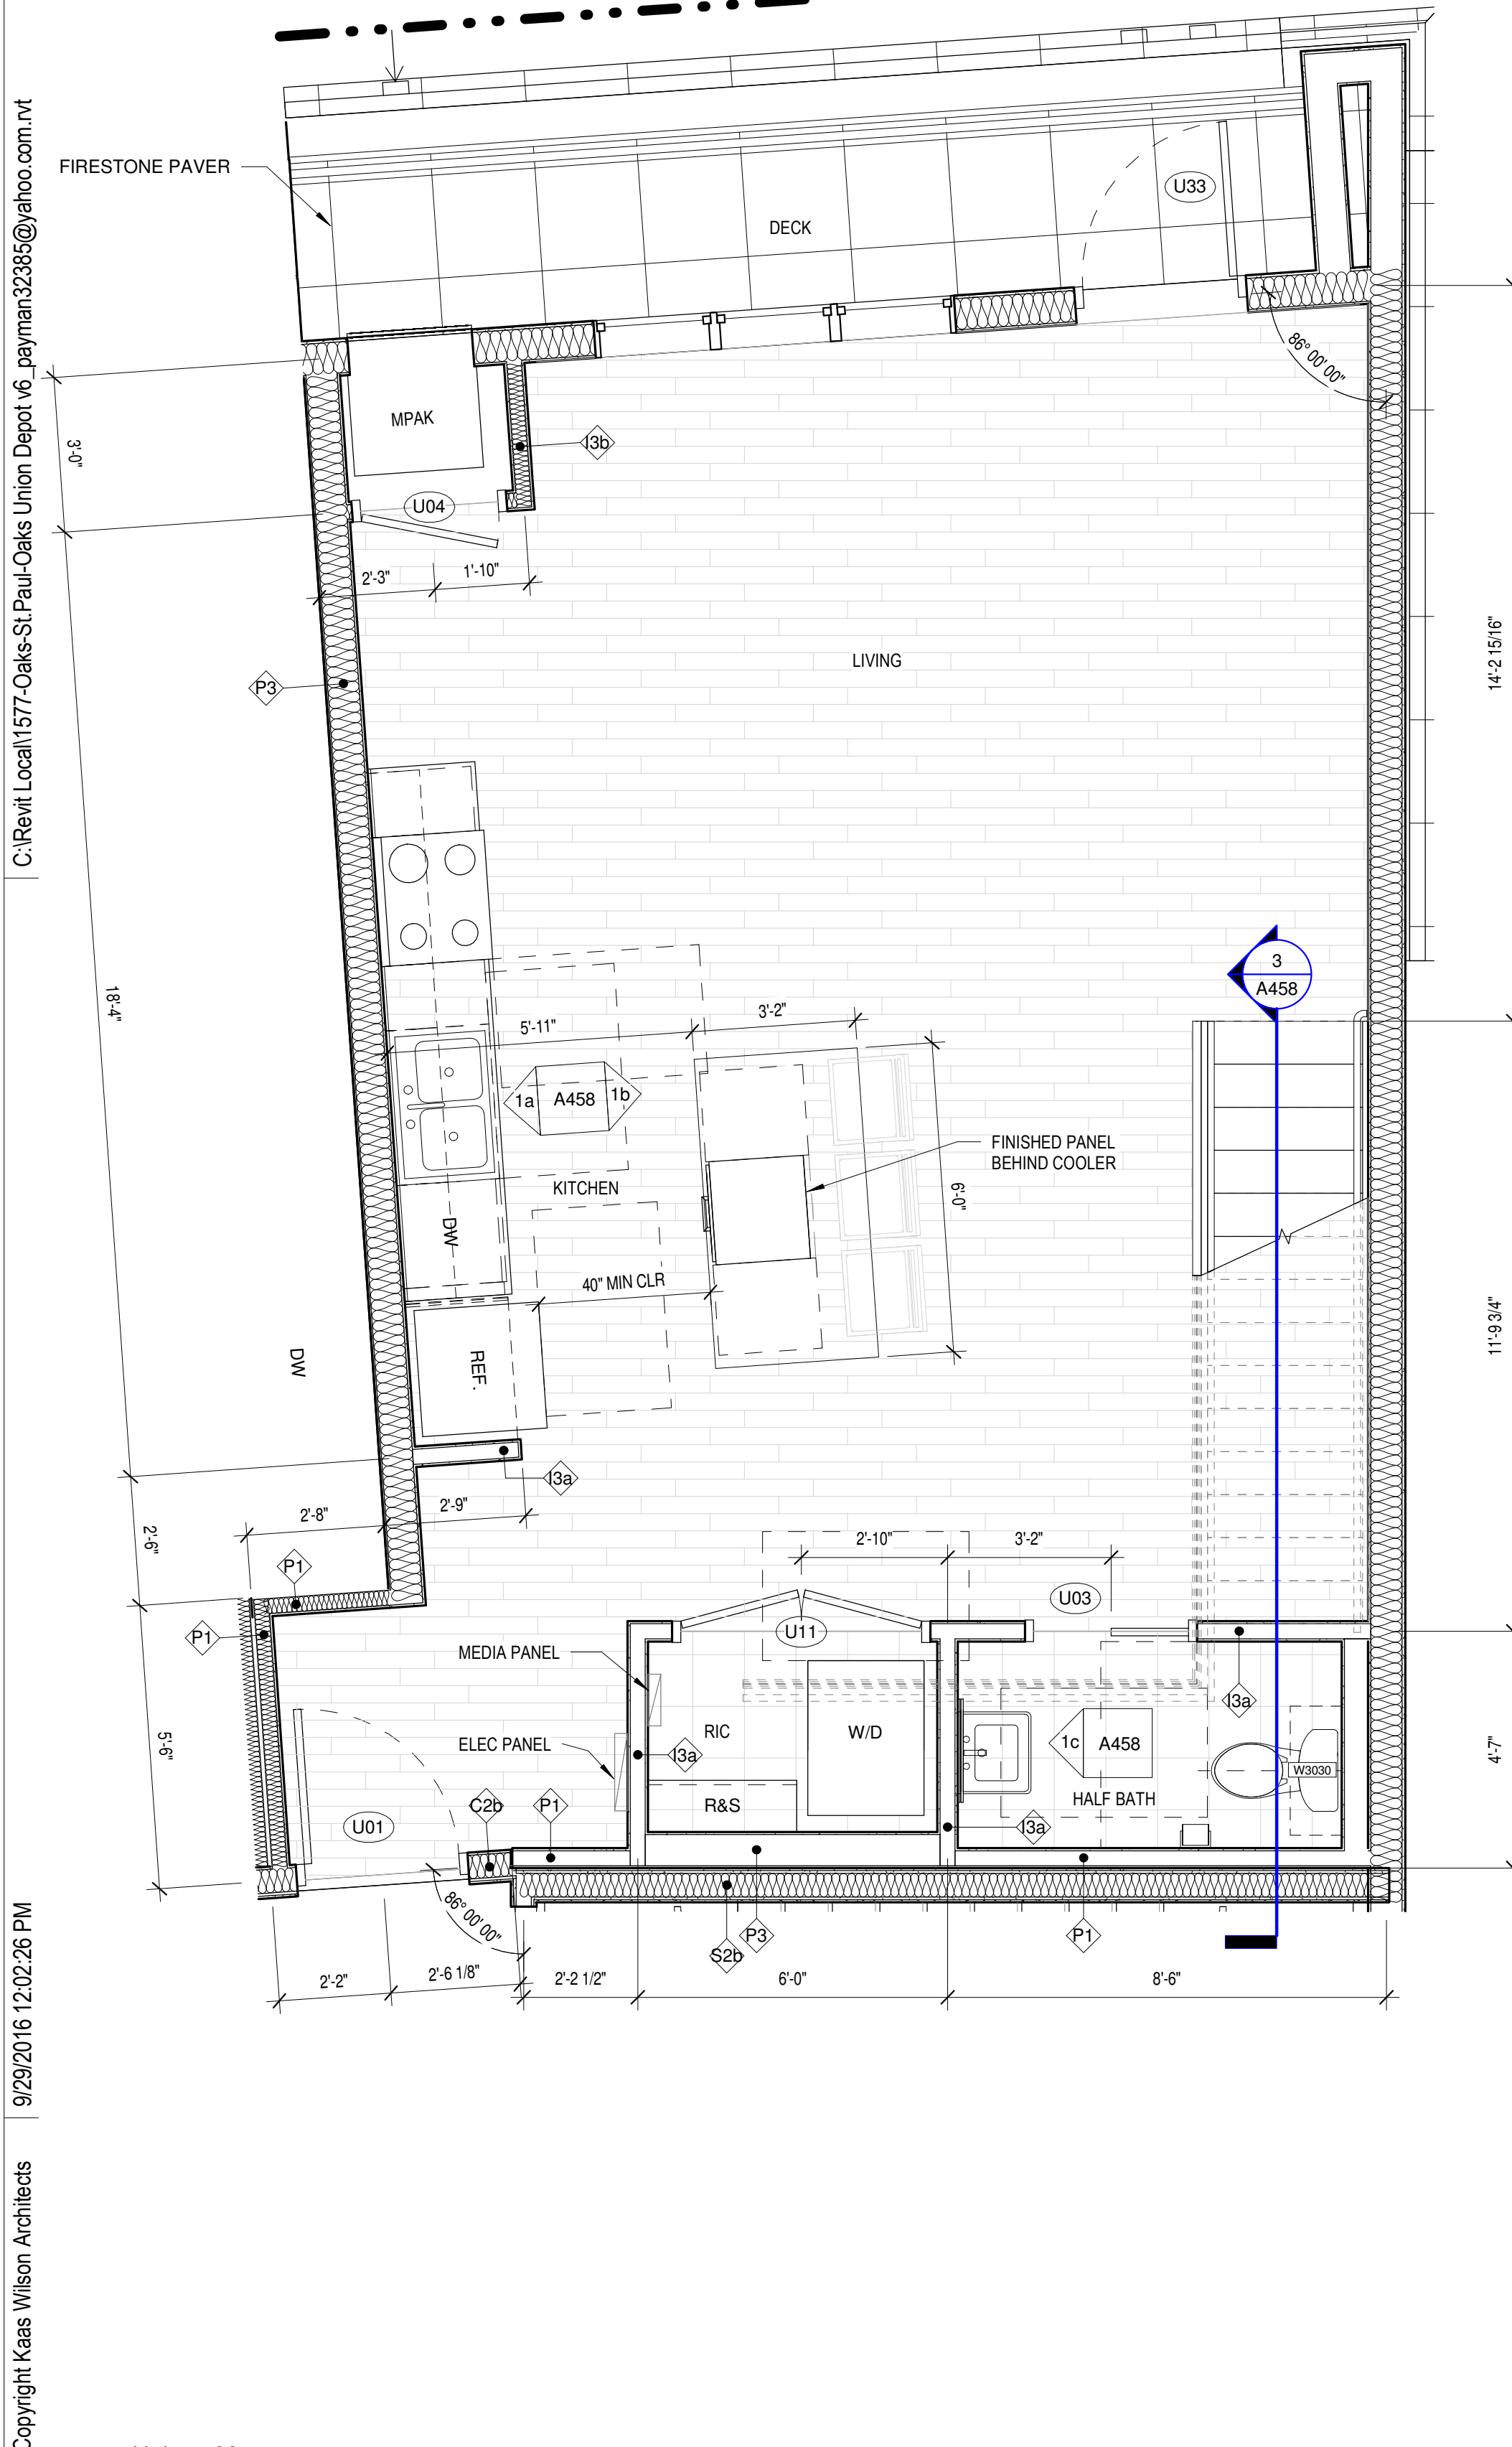 C:\Revit Local\1577-Oaks-St.Paul-Oaks Union Depot v6_payman32385@yahoo.com.rvt
9/29/2016 12:02:26 PM
Copyright Kaas Wilson Architects
FIRESTONE PAVER
U33
DECK
86° 00' 00"
MPAK
I3b
3'-0"
U04
2'-3"
1'-10"
14'-2 15/16"
LIVING
P3
3
A458
18'-4"
5'-11"
3'-2"
1a
A458
1b
FINISHED PANEL
BEHIND COOLER
KITCHEN
6'-0"
DW
40" MIN CLR
11'-9 3/4"
DW
REF.
I3a
2'-8"
2'-9"
2'-6"
2'-10"
3'-2"
P1
U03
P1
U11
MEDIA PANEL
I3a
5'-6"
ELEC PANEL
RIC
I3a
W/D
1c
A458
4'-7"
W3030
R&S
HALF BATH
C2b
P1
U01
I3a
86° 00' 00"
P3
P1
S2b
2'-2"
2'-6 1/8"
2'-2 1/2"
6'-0"
8'-6"